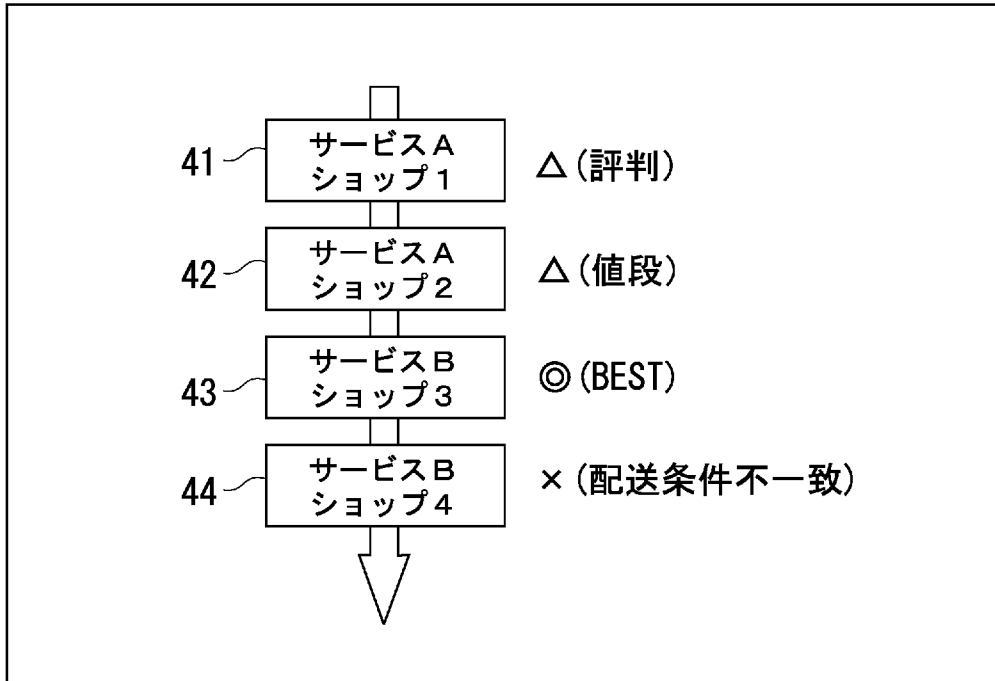 41
サービスA
ショップ1
△(評判)
42
サービスA
ショップ2
△(値段)
43
サービスB
ショップ3
◎(BEST)
44
サービスB
ショップ4
×(配送条件不一致)